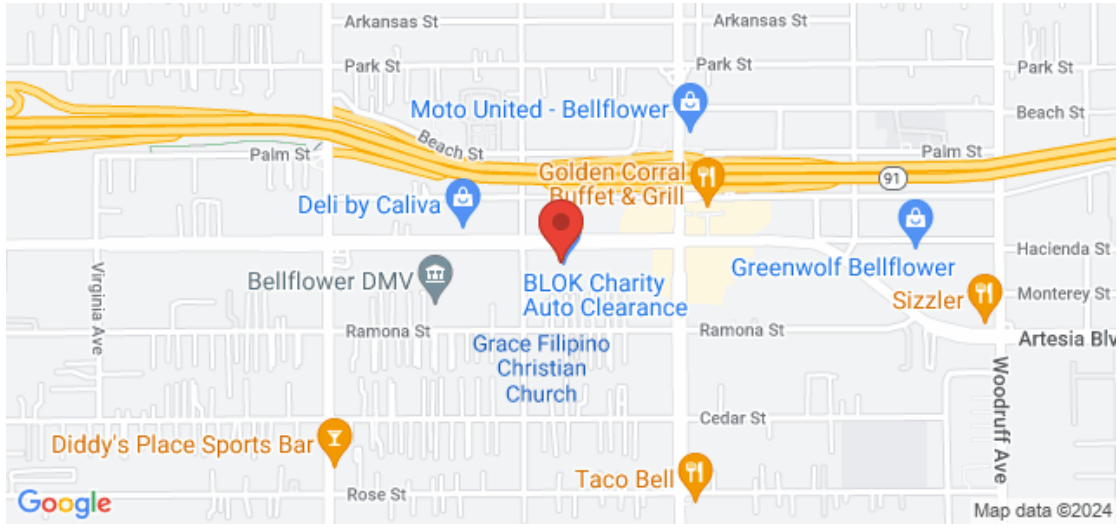 Arkansas St
Arkansas St
Park St
Park St
Park St
Moto United - Bellflower
Beach St
Beach St
Palm St
Palm St
Golden Corral
Buffet & Grill
91
Deli by Caliva
Hacienda St
Greenwolf Bellflower
Bellflower DMV
BLOK Charity
Auto Clearance
Virginia Ave
Sizzler
Monterey St
Ramona St
Ramona St
Artesia Blv
Grace Filipino
Christian
Church
Woodruff Ave
Cedar St
Diddy's Place Sports Bar
Taco Bell
Rose St
Google
Map data ©2024